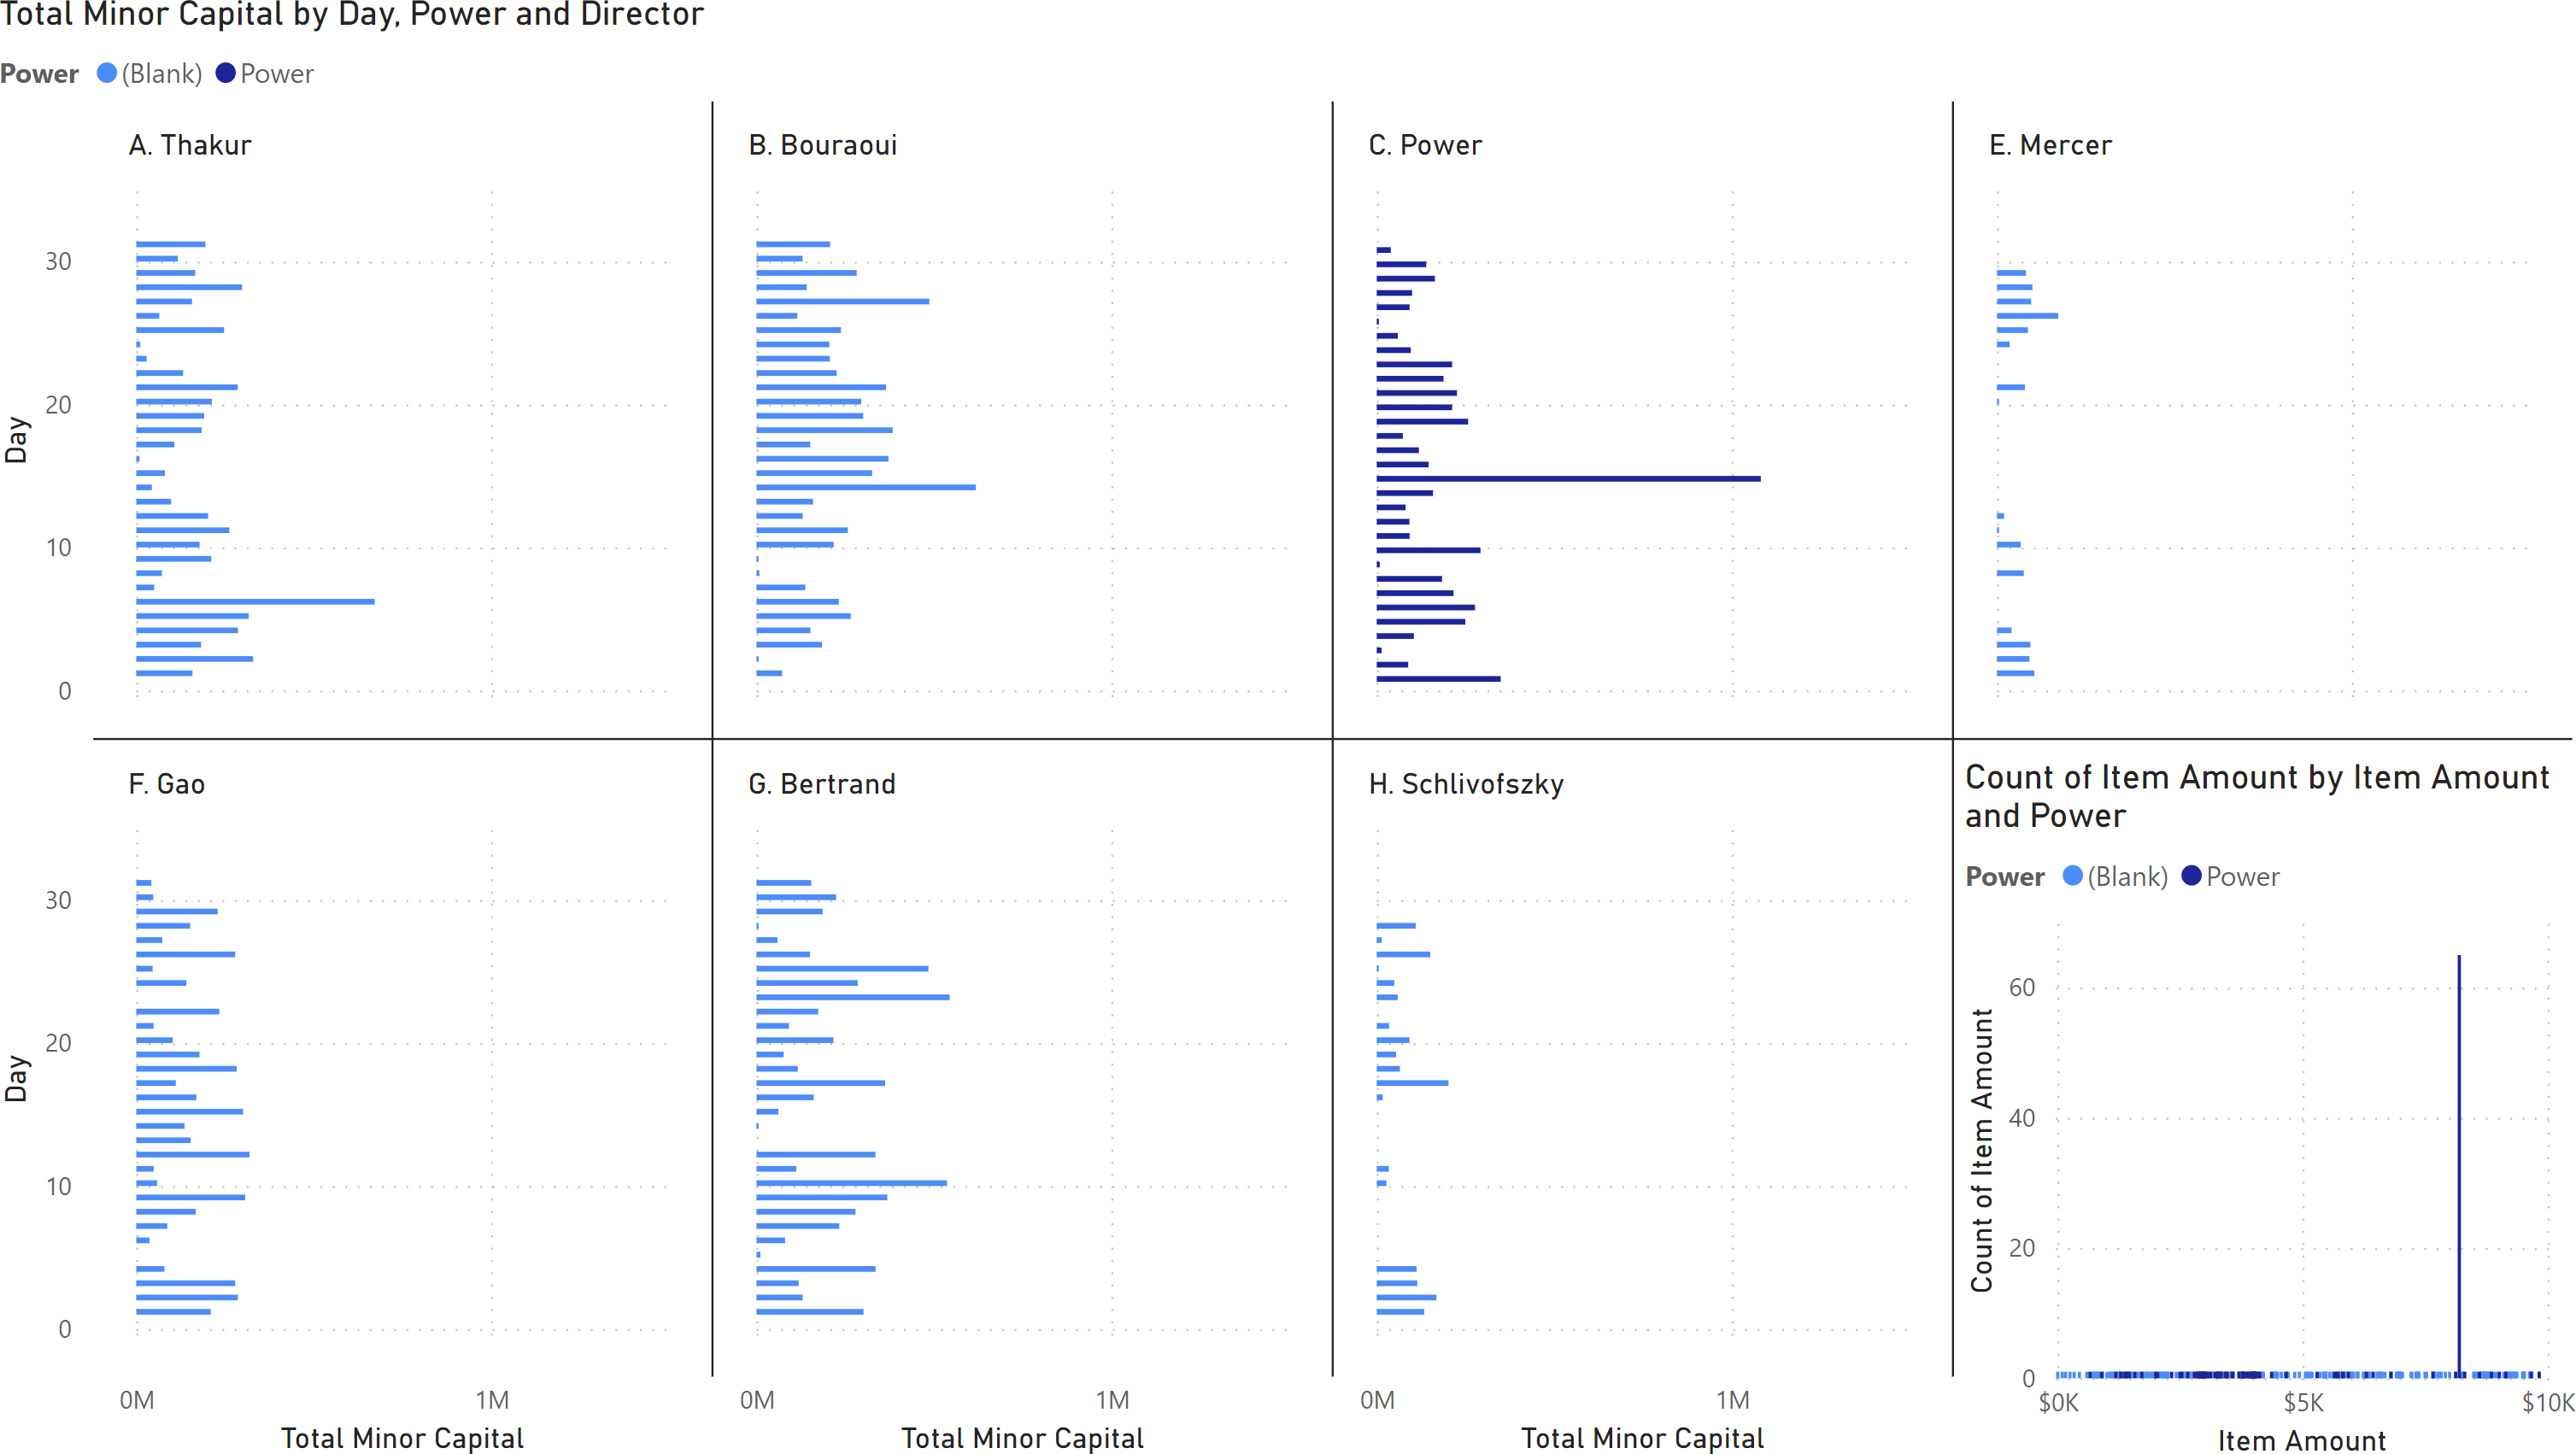 Total Minor Capital by Day, Power and Director
Power (Blank) Power
A. Thakur
B. Bouraoui
C. Power
E. Mercer
30
20
10
0
Day
F. Gao
G. Bertrand
H. Schlivofszky
30
20
10
0
Day
0M 1M
Total Minor Capital
0M 1M
Total Minor Capital
0M 1M
Total Minor Capital
Count of Item Amount by Item Amount
and Power
Power (Blank) Power
60
40
20
0
Count of Item Amount
$0K $5K $10K
Item Amount